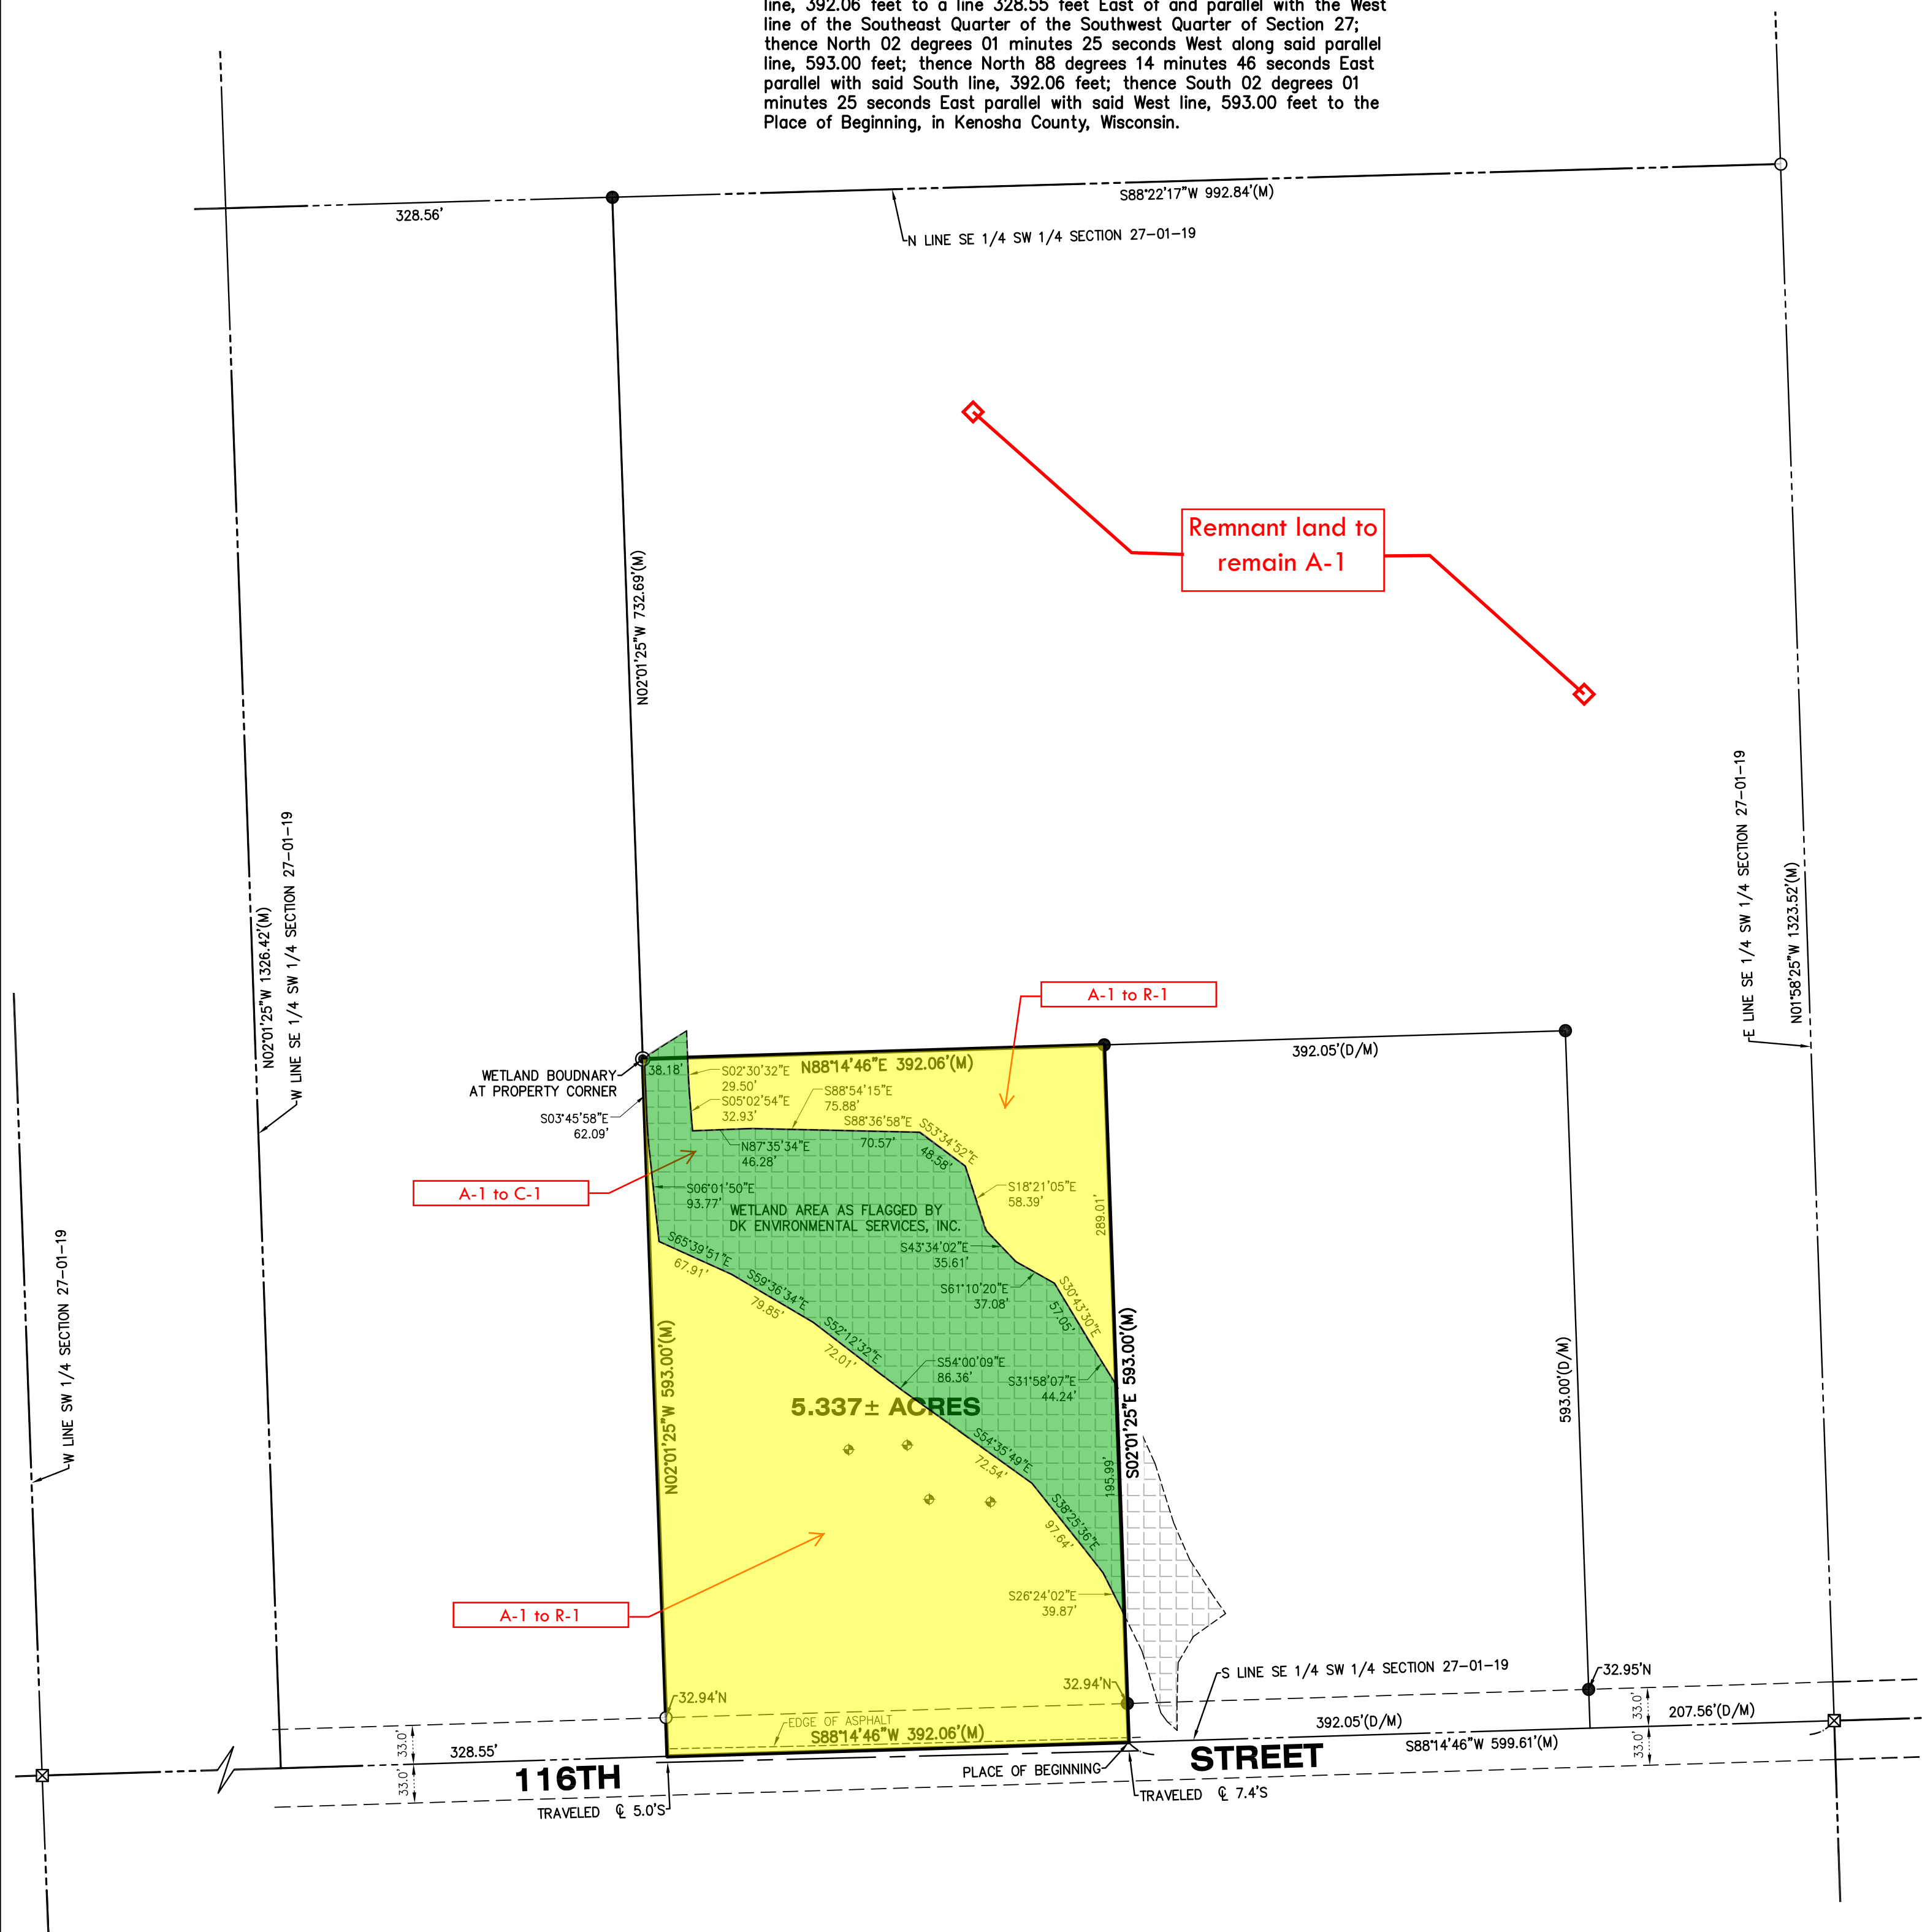 line, 392.06 feet to a line 328.55 feet East of and parallel with the West
line of the Southeast Quarter of the Southwest Quarter of Section 27;
thence North 02 degrees 01 minutes 25 seconds West along said parallel
line, 593.00 feet; thence North 88 degrees 14 minutes 46 seconds East
parallel with said South line, 392.06 feet; thence South 02 degrees 01
minutes 25 seconds East parallel with said West line, 593.00 feet to the
Place of Beginning, in Kenosha County, Wisconsin.
328.56'
S88°22'17"W 992.84'(M)
N LINE SE 1/4 SW 1/4 SECTION 27-01-19
Remnant land to
remain A-1
N02°01'25"W 732.69'(M)
N02°01'25"W 1326.42'(M)
W LINE SE 1/4 SW 1/4 SECTION 27-01-19
E LINE SE 1/4 SW 1/4 SECTION 27-01-19
N01°58'25"W 1323.52'(M)
W LINE SW 1/4 SECTION 27-01-19
A-1 to R-1
392.05'(D/M)
N88°14'46"E 392.06'(M)
WETLAND BOUDNARY
AT PROPERTY CORNER
38.18'
S02°30'32"E
29.50'
S05°02'54"E
32.93'
S88°54'15"E
75.88'
S03°45'58"E
62.09'
S88°36'58"E
70.57'
S53°34'52"E
48.58'
N87°35'34"E
46.28'
A-1 to C-1
S06°01'50"E
93.77'
S18°21'05"E
58.39'
WETLAND AREA AS FLAGGED BY
DK ENVIRONMENTAL SERVICES, INC.
289.01'
S43°34'02"E
35.61'
S65°39'51"E
67.91'
S59°36'34"E
79.85'
S61°10'20"E
37.08'
S30°43'30"E
57.05'
S52°12'32"E
72.01'
S54°00'09"E
86.36'
S31°58'07"E
44.24'
N02°01'25"W 593.00'(M)
S02°01'25"E 593.00'(M)
593.00'(D/M)
5.337± ACRES
S54°35'49"E
72.54'
195.99'
S38°25'36"E
97.64'
S26°24'02"E
39.87'
A-1 to R-1
S LINE SE 1/4 SW 1/4 SECTION 27-01-19
32.94'N
32.94'N
32.95'N
EDGE OF ASPHALT
S88°14'46"W 392.06'(M)
392.05'(D/M)
207.56'(D/M)
33.0'
33.0'
33.0'
33.0'
328.55'
S88°14'46"W 599.61'(M)
116TH
STREET
PLACE OF BEGINNING
TRAVELED ℄ 5.0'S
TRAVELED ℄ 7.4'S